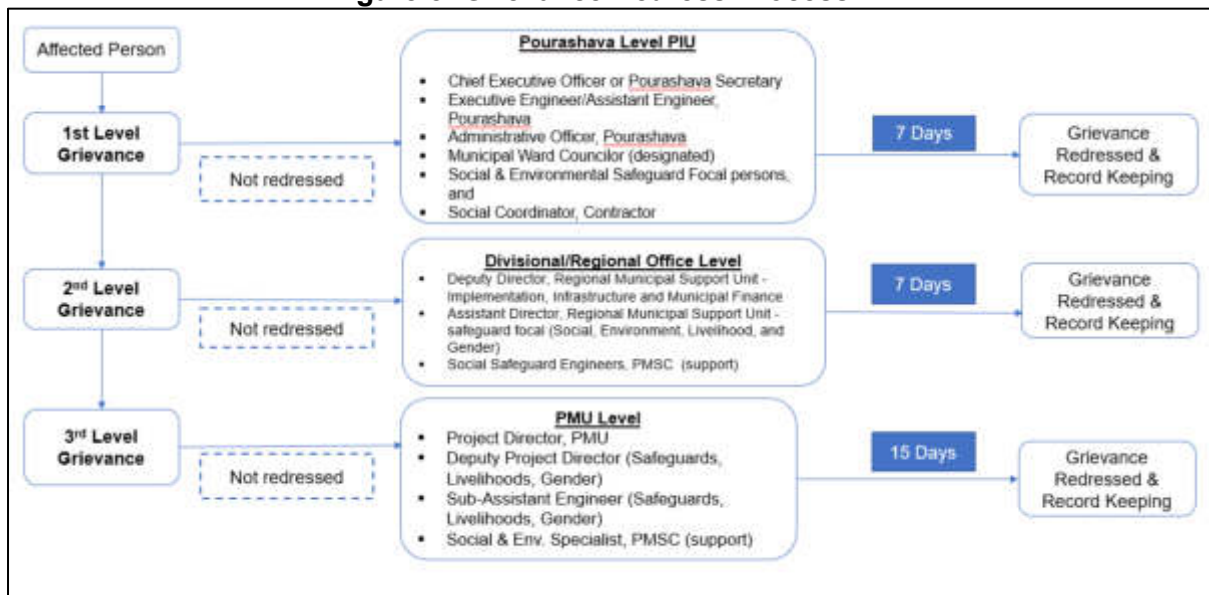 Affected Person
1st Level
Grievance
Not redressed
Pourashava Level PIU
▪ Chief Executive Officer or Pourashava Secretary
▪ Executive Engineer/Assistant Engineer,
Pourashava
▪ Administrative Officer, Pourashava
▪ Municipal Ward Councilor (designated)
▪ Social & Environmental Safeguard Focal persons,
and
▪ Social Coordinator, Contractor
7 Days
Grievance
Redressed &
Record Keeping
2nd Level
Grievance
Not redressed
Divisional/Regional Office Level
▪ Deputy Director, Regional Municipal Support Unit -
Implementation, Infrastructure and Municipal Finance
▪ Assistant Director, Regional Municipal Support Unit -
safeguard focal (Social, Environment, Livelihood, and
Gender)
▪ Social Safeguard Engineers, PMSC (support)
7 Days
Grievance
Redressed &
Record Keeping
3rd Level
Grievance
Not redressed
PMU Level
▪ Project Director, PMU
▪ Deputy Project Director (Safeguards,
Livelihoods, Gender)
▪ Sub-Assistant Engineer (Safeguards,
Livelihoods, Gender)
▪ Social & Env. Specialist, PMSC (support)
15 Days
Grievance
Redressed &
Record Keeping